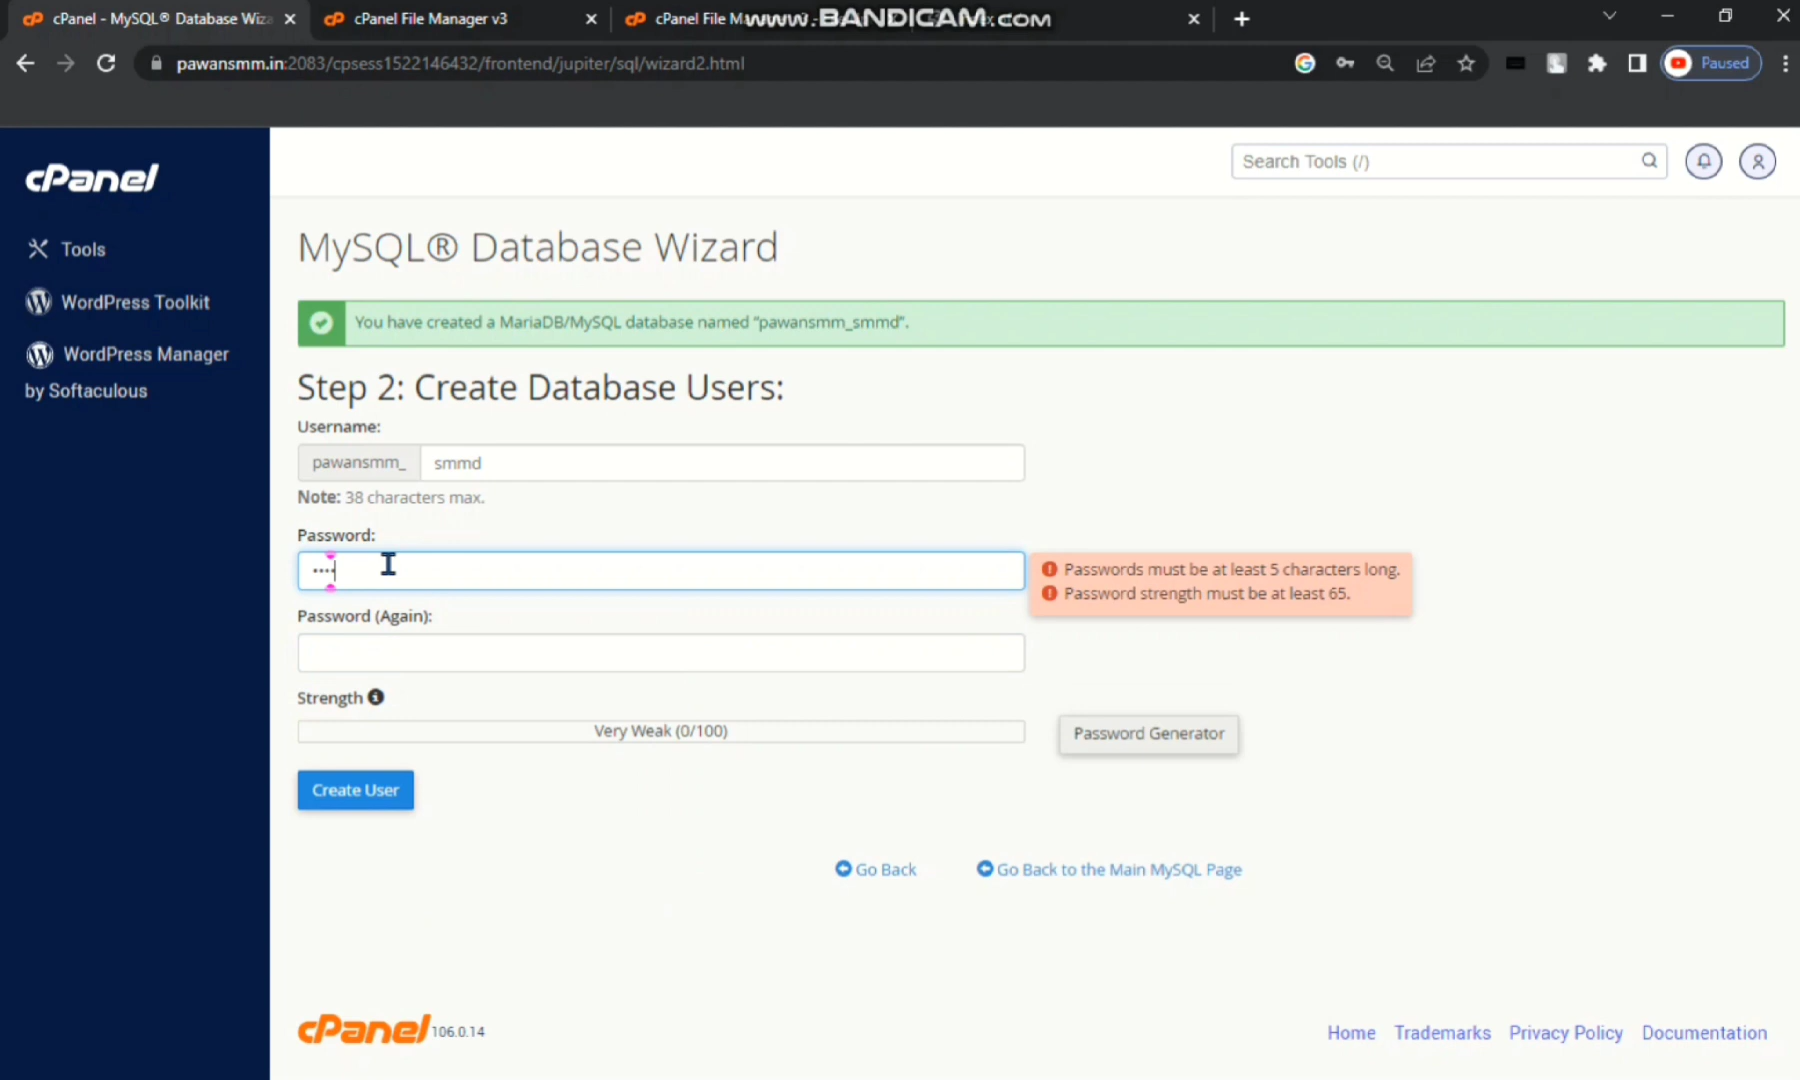 cPanel - MySQL® Database Wiz
cPanel File Manager v3
cPanel File
www.BANDICAM.com
pawansmm.in:2083/cpsess1522146432/frontend/jupiter/sql/wizard2.html
Paused
cPanel
Search Tools (/)
Tools
WordPress Toolkit
WordPress Manager
by Softaculous
MySQL® Database Wizard
You have created a MariaDB/MySQL database named “pawansmm_smmd”.
Step 2: Create Database Users:
Username:
pawansmm_ smmd
Note: 38 characters max.
Password:
Passwords must be at least 5 characters long.
Password strength must be at least 65.
Password (Again):
Strength
Very Weak (0/100)
Password Generator
Create User
Go Back
Go Back to the Main MySQL Page
cPanel 106.0.14
Home Trademarks Privacy Policy Documentation